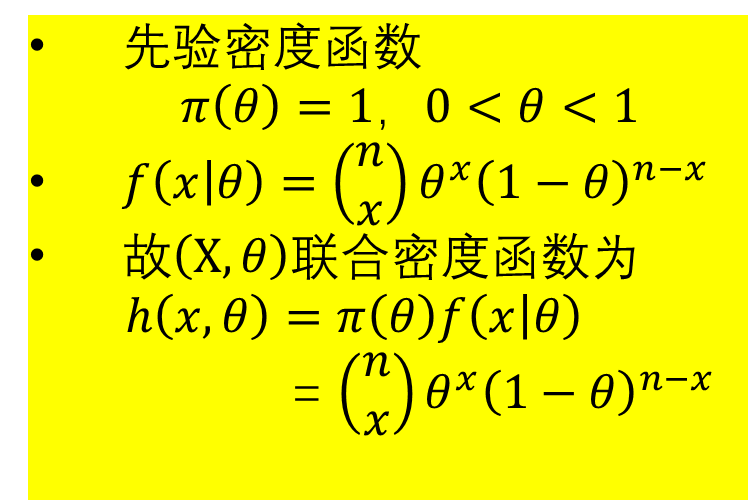 • 先验密度函数
π(θ) = 1, 0 < θ < 1
• f(x|θ) = (n x) θ^x (1 − θ)^{n−x}
• 故(X, θ)联合密度函数为
h(x, θ) = π(θ)f(x|θ)
= (n x) θ^x (1 − θ)^{n−x}